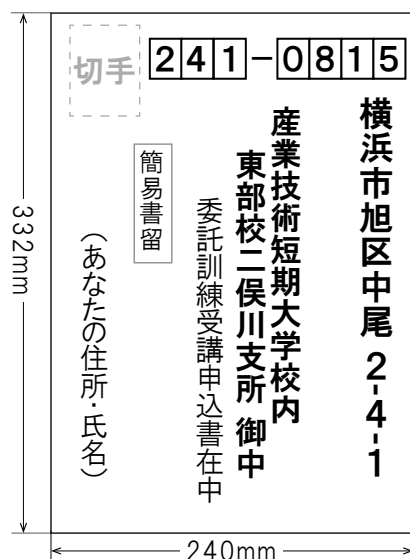 切手
241-0815
横浜市旭区中尾 2-4-1
産業技術短期大学校内
東部校二俣川支所 御中
委託訓練受講申込書在中
簡易書留
(あなたの住所・氏名)
332mm
240mm